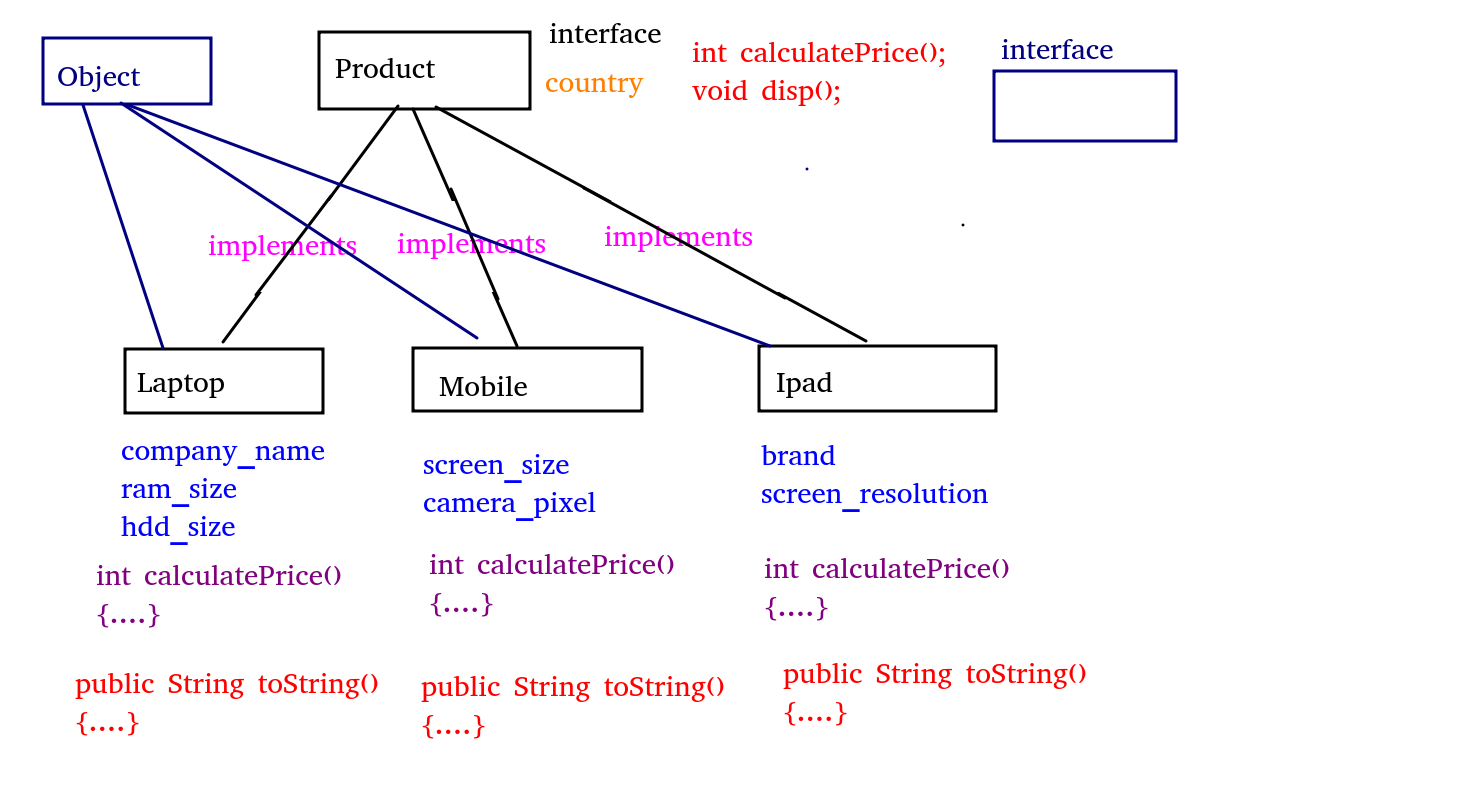 Object
Product
interface
country
int calculatePrice();
void disp();
interface
implements
implements
implements
Laptop
Mobile
Ipad
company_name
ram_size
hdd_size
int calculatePrice()
{....}
public String toString()
{....}
screen_size
camera_pixel
int calculatePrice()
{....}
public String toString()
{....}
brand
screen_resolution
int calculatePrice()
{....}
public String toString()
{....}